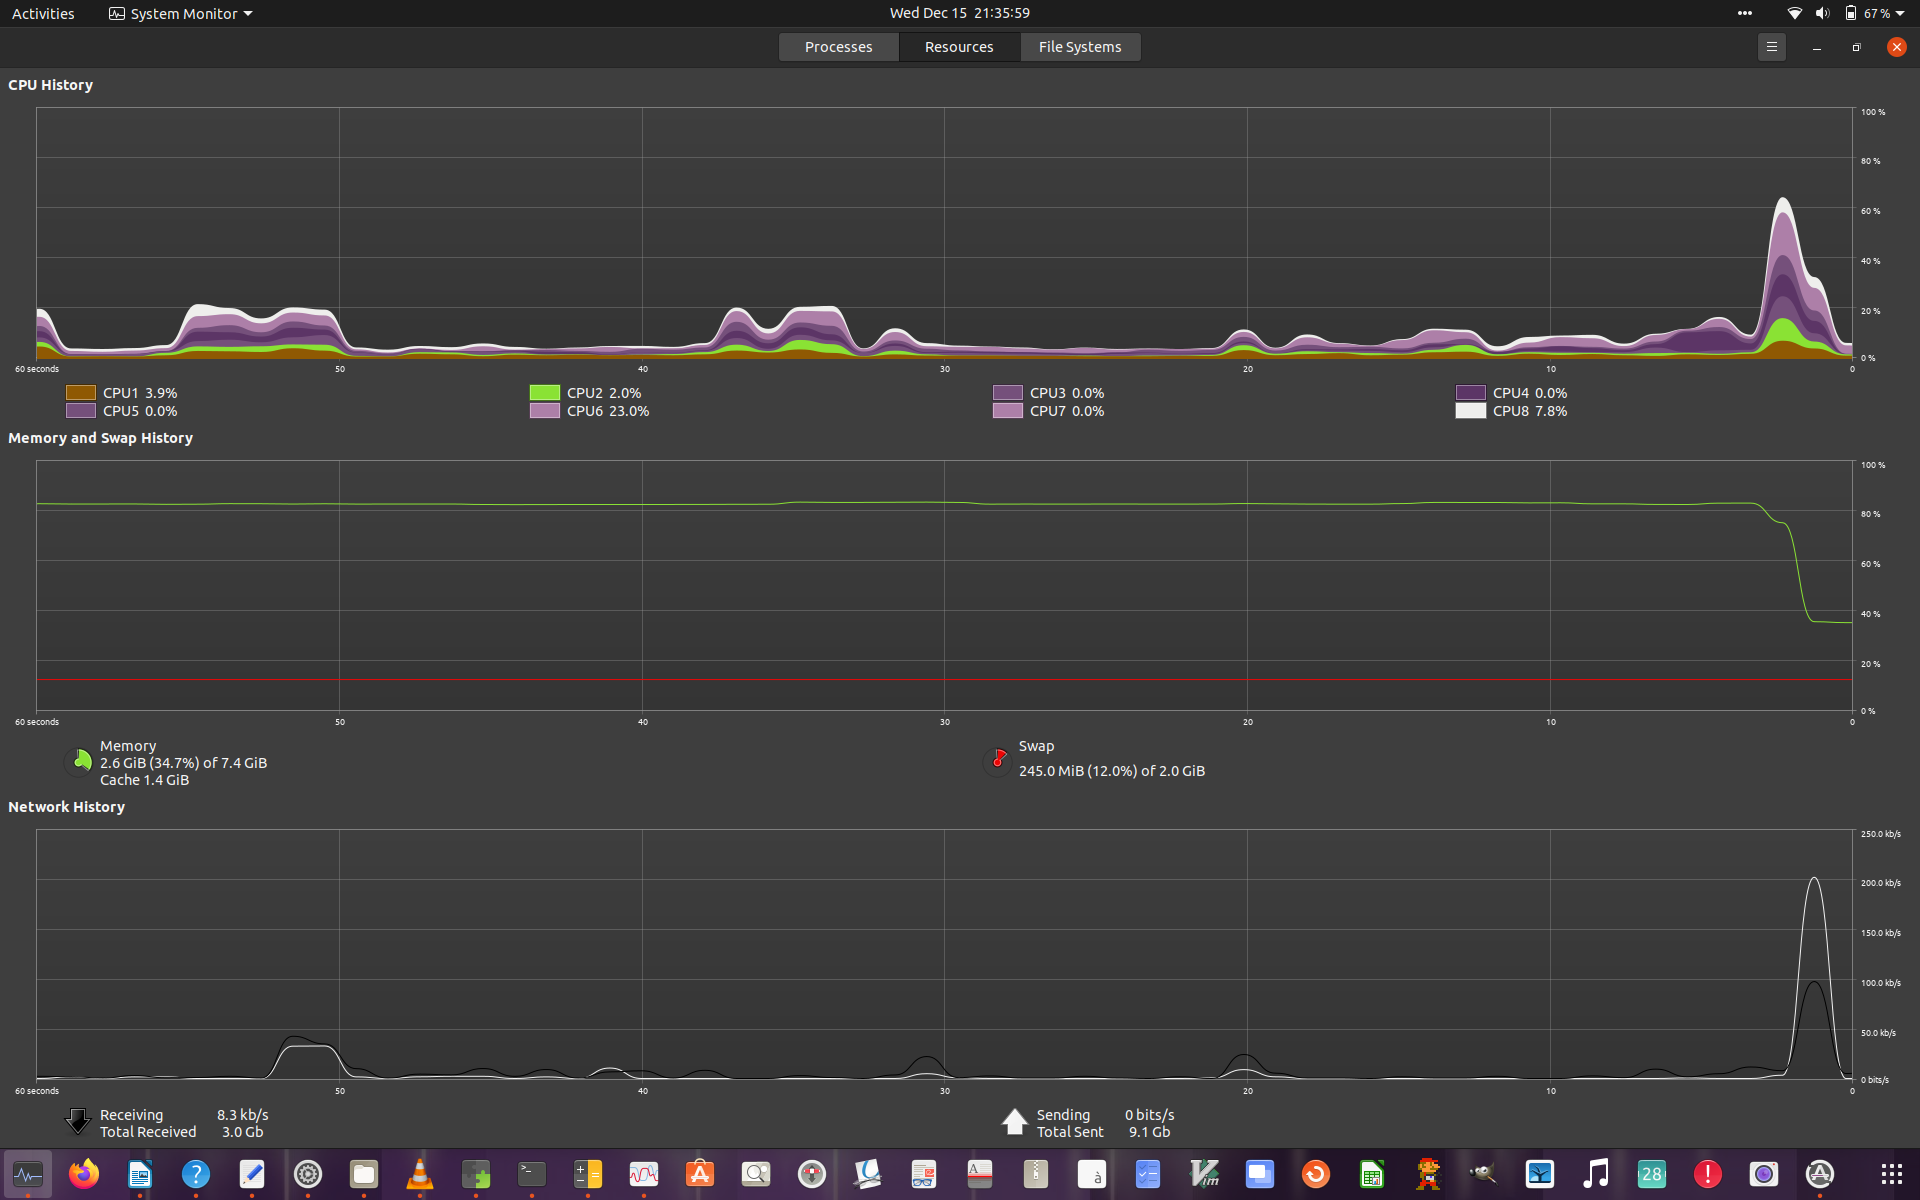 Activities System Monitor Wed Dec 15 21:35:59 67 %
Processes Resources File Systems
CPU History
100 %
80 %
60 %
40 %
20 %
0 %
60 seconds 50 40 30 20 10 0
CPU1 3.9% CPU2 2.0% CPU3 0.0% CPU4 0.0%
CPU5 0.0% CPU6 23.0% CPU7 0.0% CPU8 7.8%
Memory and Swap History
100 %
80 %
60 %
40 %
20 %
0 %
60 seconds 50 40 30 20 10 0
Memory
2.6 GiB (34.7%) of 7.4 GiB
Cache 1.4 GiB
Swap
245.0 MiB (12.0%) of 2.0 GiB
Network History
250.0 kb/s
200.0 kb/s
150.0 kb/s
100.0 kb/s
50.0 kb/s
0 bits/s
60 seconds 50 40 30 20 10 0
Receiving 8.3 kb/s
Total Received 3.0 Gb
Sending 0 bits/s
Total Sent 9.1 Gb
? >_ A à Vim 28 !